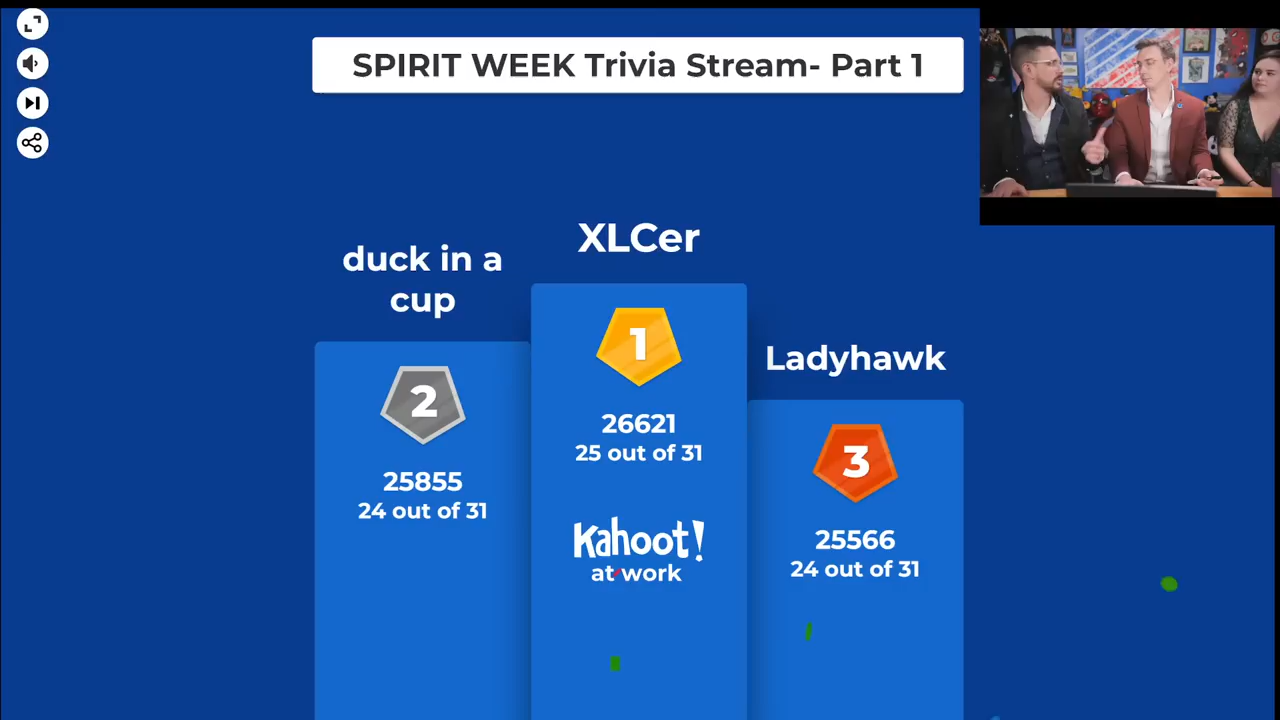 SPIRIT WEEK Trivia Stream- Part 1
XLCer
duck in a
cup
Ladyhawk
1
26621
25 out of 31
2
25855
24 out of 31
3
25566
24 out of 31
Kahoot!
at work